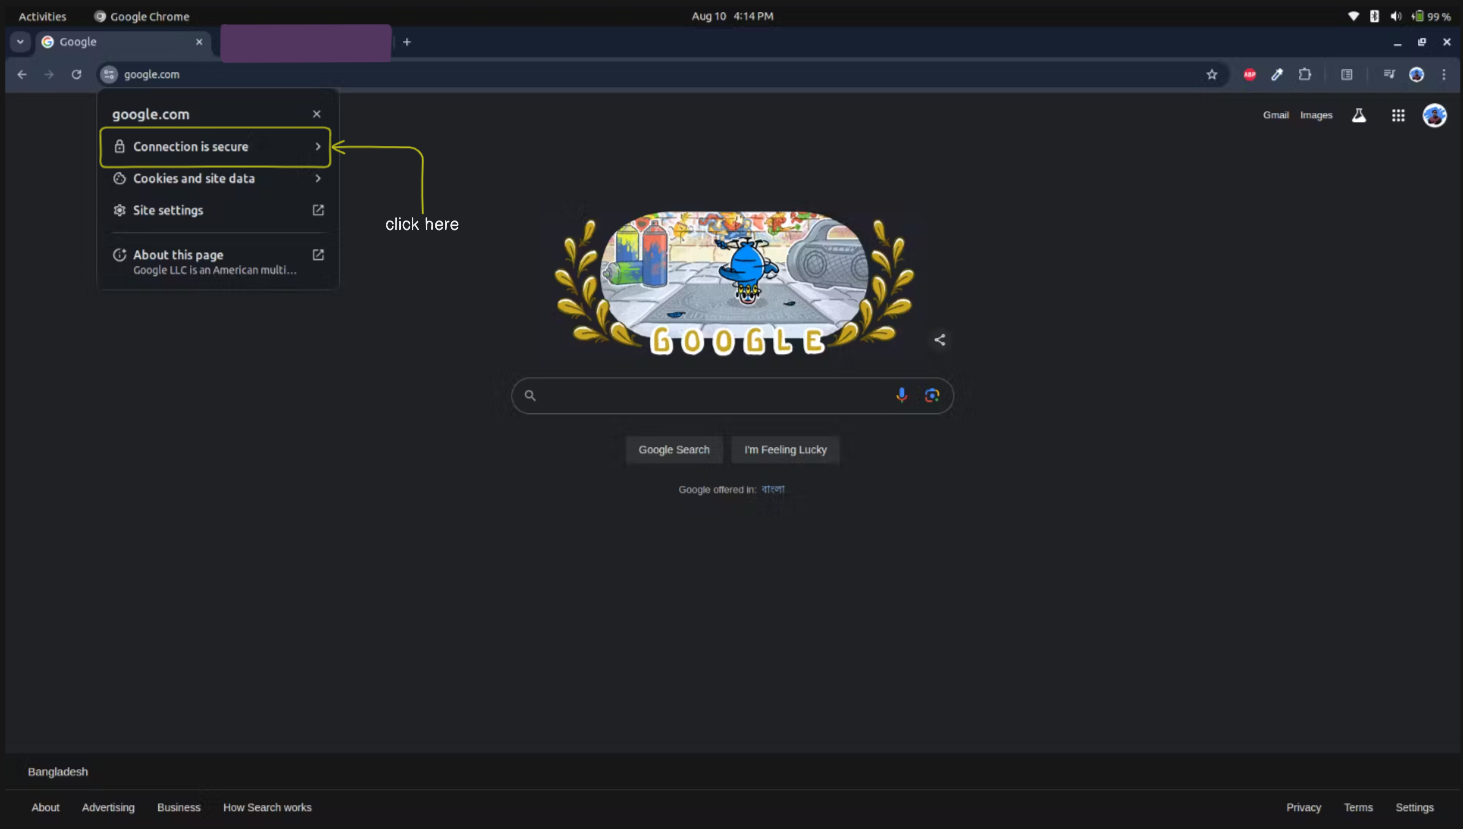 Activities Google Chrome Aug 10 4:14 PM 99 %
Google
google.com
google.com
Gmail Images
Connection is secure
Cookies and site data
Site settings
click here
About this page
Google LLC is an American multi...
GOOGLE
Google Search I'm Feeling Lucky
Google offered in: বাংলা
Bangladesh
About Advertising Business How Search works Privacy Terms Settings